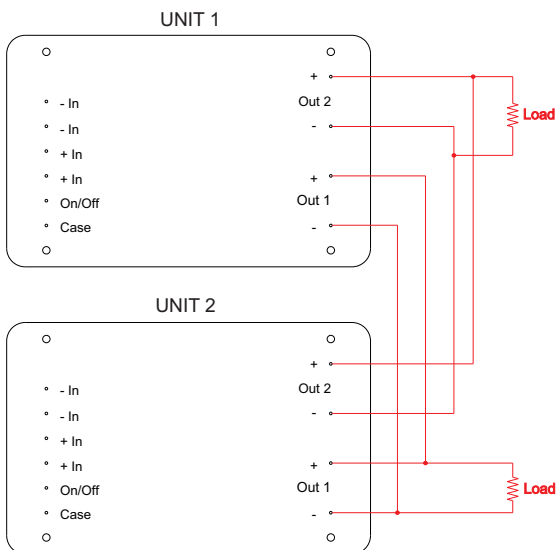 UNIT 1
+
- In
Out 2
- In
-
+ In
+ In
+
On/Off
Out 1
Case
-
Load
UNIT 2
+
- In
Out 2
- In
-
+ In
+ In
+
On/Off
Out 1
Case
-
Load